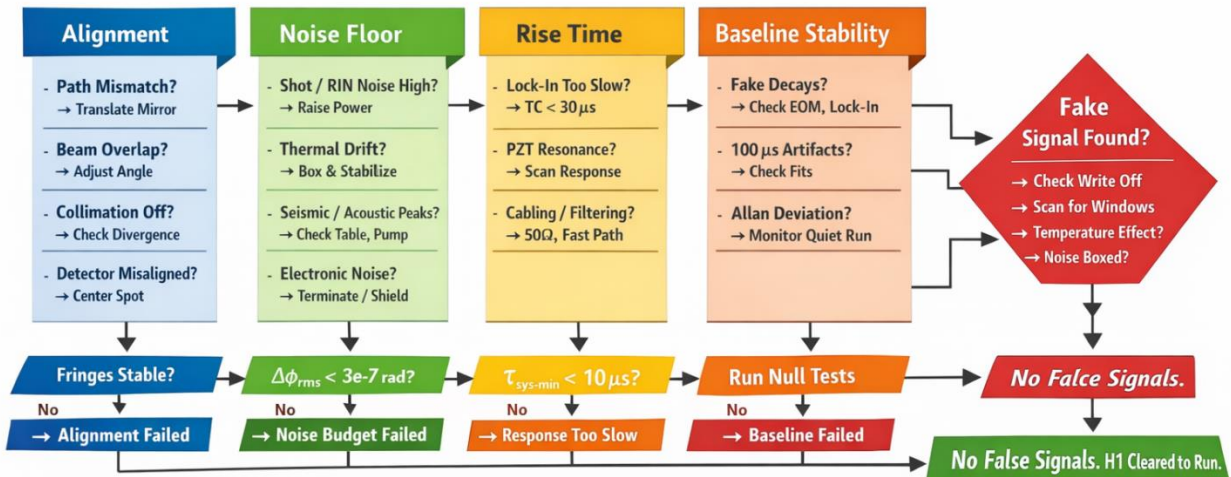 Alignment
- Path Mismatch?
→ Translate Mirror
- Beam Overlap?
→ Adjust Angle
- Collimation Off?
→ Check Divergence
- Detector Misaligned?
→ Center Spot
Noise Floor
- Shot / RIN Noise High?
→ Raise Power
- Thermal Drift?
→ Box & Stabilize
- Seismic / Acoustic Peaks?
→ Check Table, Pump
- Electronic Noise?
→ Terminate / Shield
Rise Time
- Lock-In Too Slow?
→ TC < 30 μs
- PZT Resonance?
→ Scan Response
- Cabling / Filtering?
→ 50Ω, Fast Path
Baseline Stability
- Fake Decays?
→ Check EOM, Lock-In
- 100 μs Artifacts?
→ Check Fits
- Allan Deviation?
→ Monitor Quiet Run
Fake
Signal Found?
→ Check Write Off
→ Scan for Windows
→ Temperature Effect?
→ Noise Boxed?
Fringes Stable?
Δϕrms < 3e-7 rad?
τsys-min < 10 μs?
Run Null Tests
No Falce Signals.
No
No
No
No
→ Alignment Failed
→ Noise Budget Failed
→ Response Too Slow
→ Baseline Failed
No False Signals. H1 Cleared to Run.